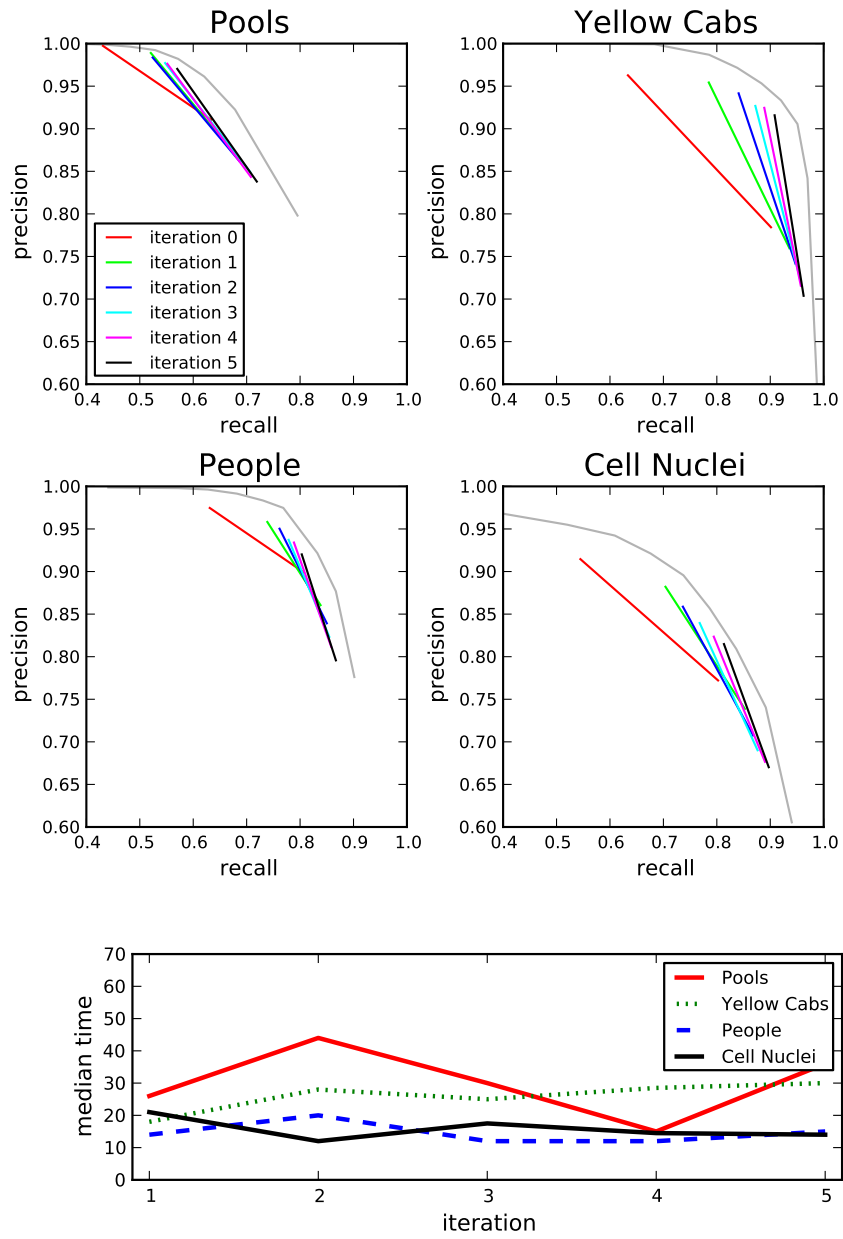 Pools
Yellow Cabs
1.00
0.95
0.90
0.85
0.80
0.75
0.70
0.65
0.60
precision
iteration 0
iteration 1
iteration 2
iteration 3
iteration 4
iteration 5
0.4 0.5 0.6 0.7 0.8 0.9 1.0
recall
1.00
0.95
0.90
0.85
0.80
0.75
0.70
0.65
0.60
precision
0.4 0.5 0.6 0.7 0.8 0.9 1.0
recall
People
Cell Nuclei
1.00
0.95
0.90
0.85
0.80
0.75
0.70
0.65
0.60
precision
0.4 0.5 0.6 0.7 0.8 0.9 1.0
recall
1.00
0.95
0.90
0.85
0.80
0.75
0.70
0.65
0.60
precision
0.4 0.5 0.6 0.7 0.8 0.9 1.0
recall
70
60
50
40
30
20
10
0
median time
Pools
Yellow Cabs
People
Cell Nuclei
1 2 3 4 5
iteration